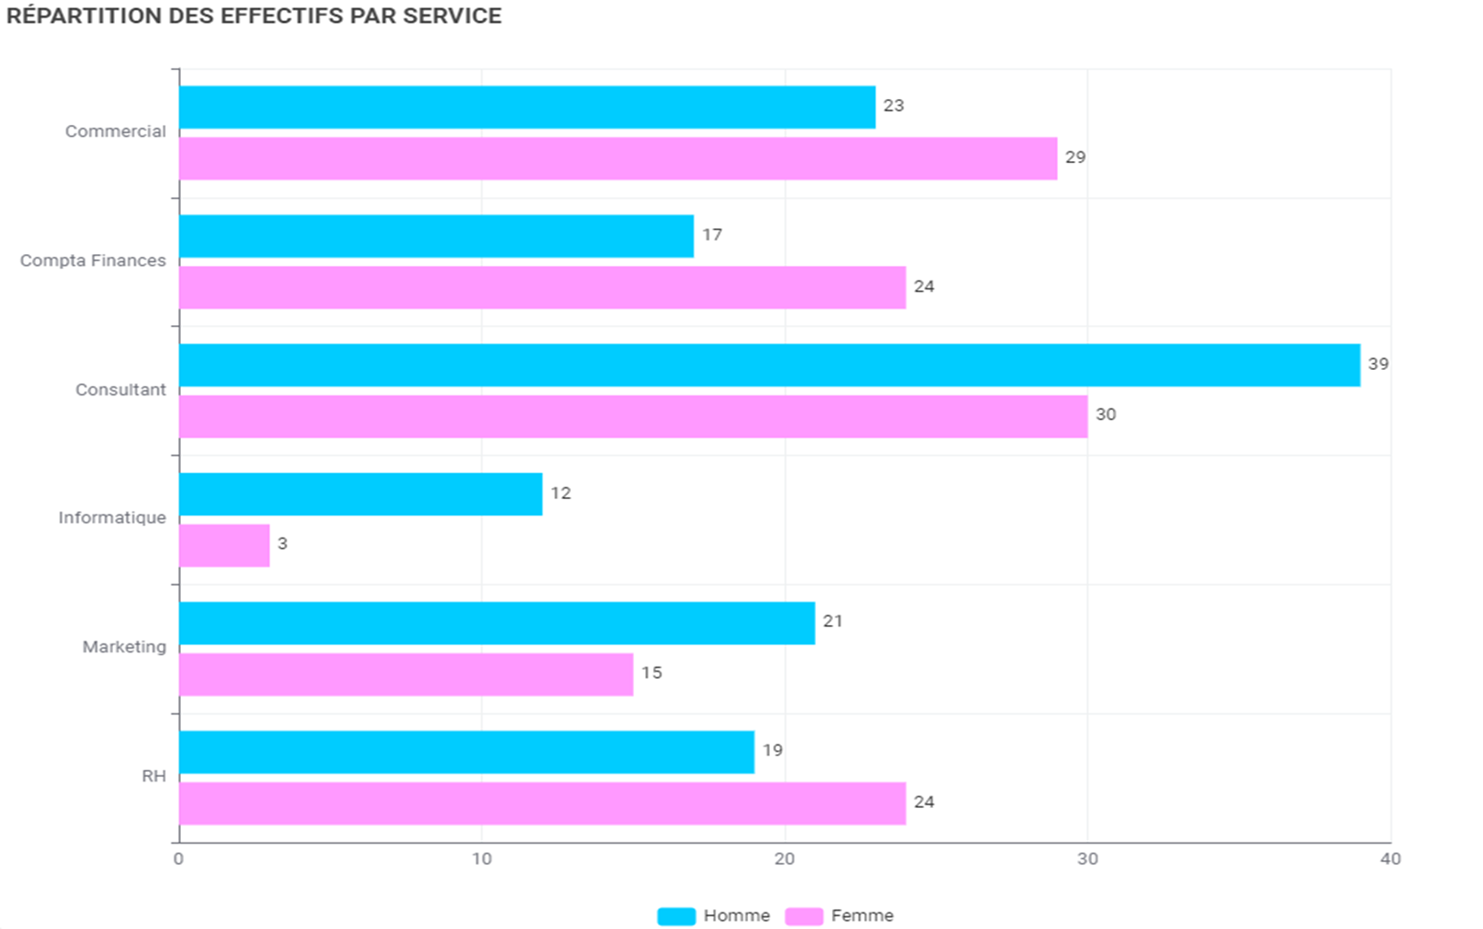 RÉPARTITION DES EFFECTIFS PAR SERVICE
Commercial
23
29
Compta Finances
17
24
Consultant
39
30
Informatique
12
3
Marketing
21
15
RH
19
24
0 10 20 30 40
Homme Femme